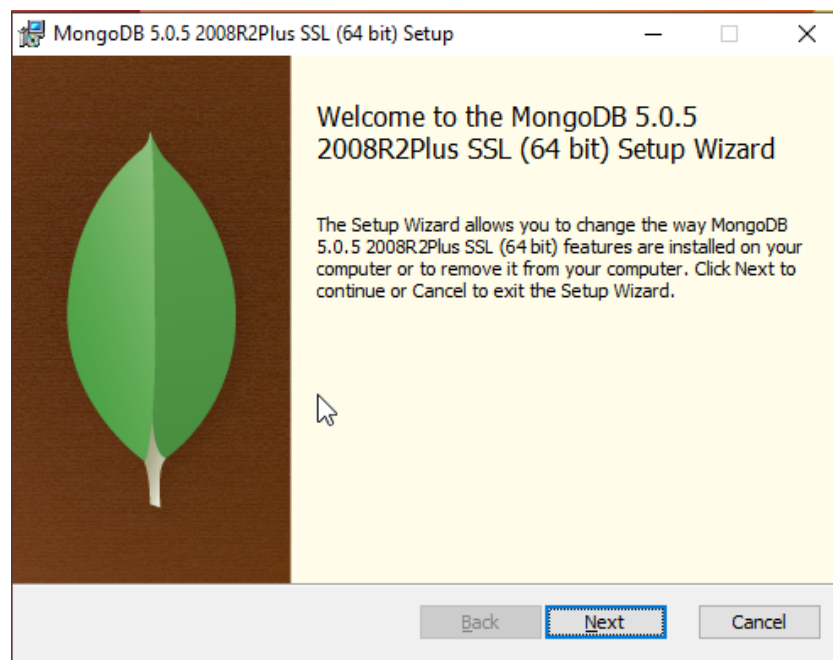 MongoDB 5.0.5 2008R2Plus SSL (64 bit) Setup
Welcome to the MongoDB 5.0.5
2008R2Plus SSL (64 bit) Setup Wizard
The Setup Wizard allows you to change the way MongoDB
5.0.5 2008R2Plus SSL (64 bit) features are installed on your
computer or to remove it from your computer. Click Next to
continue or Cancel to exit the Setup Wizard.
Back Next Cancel